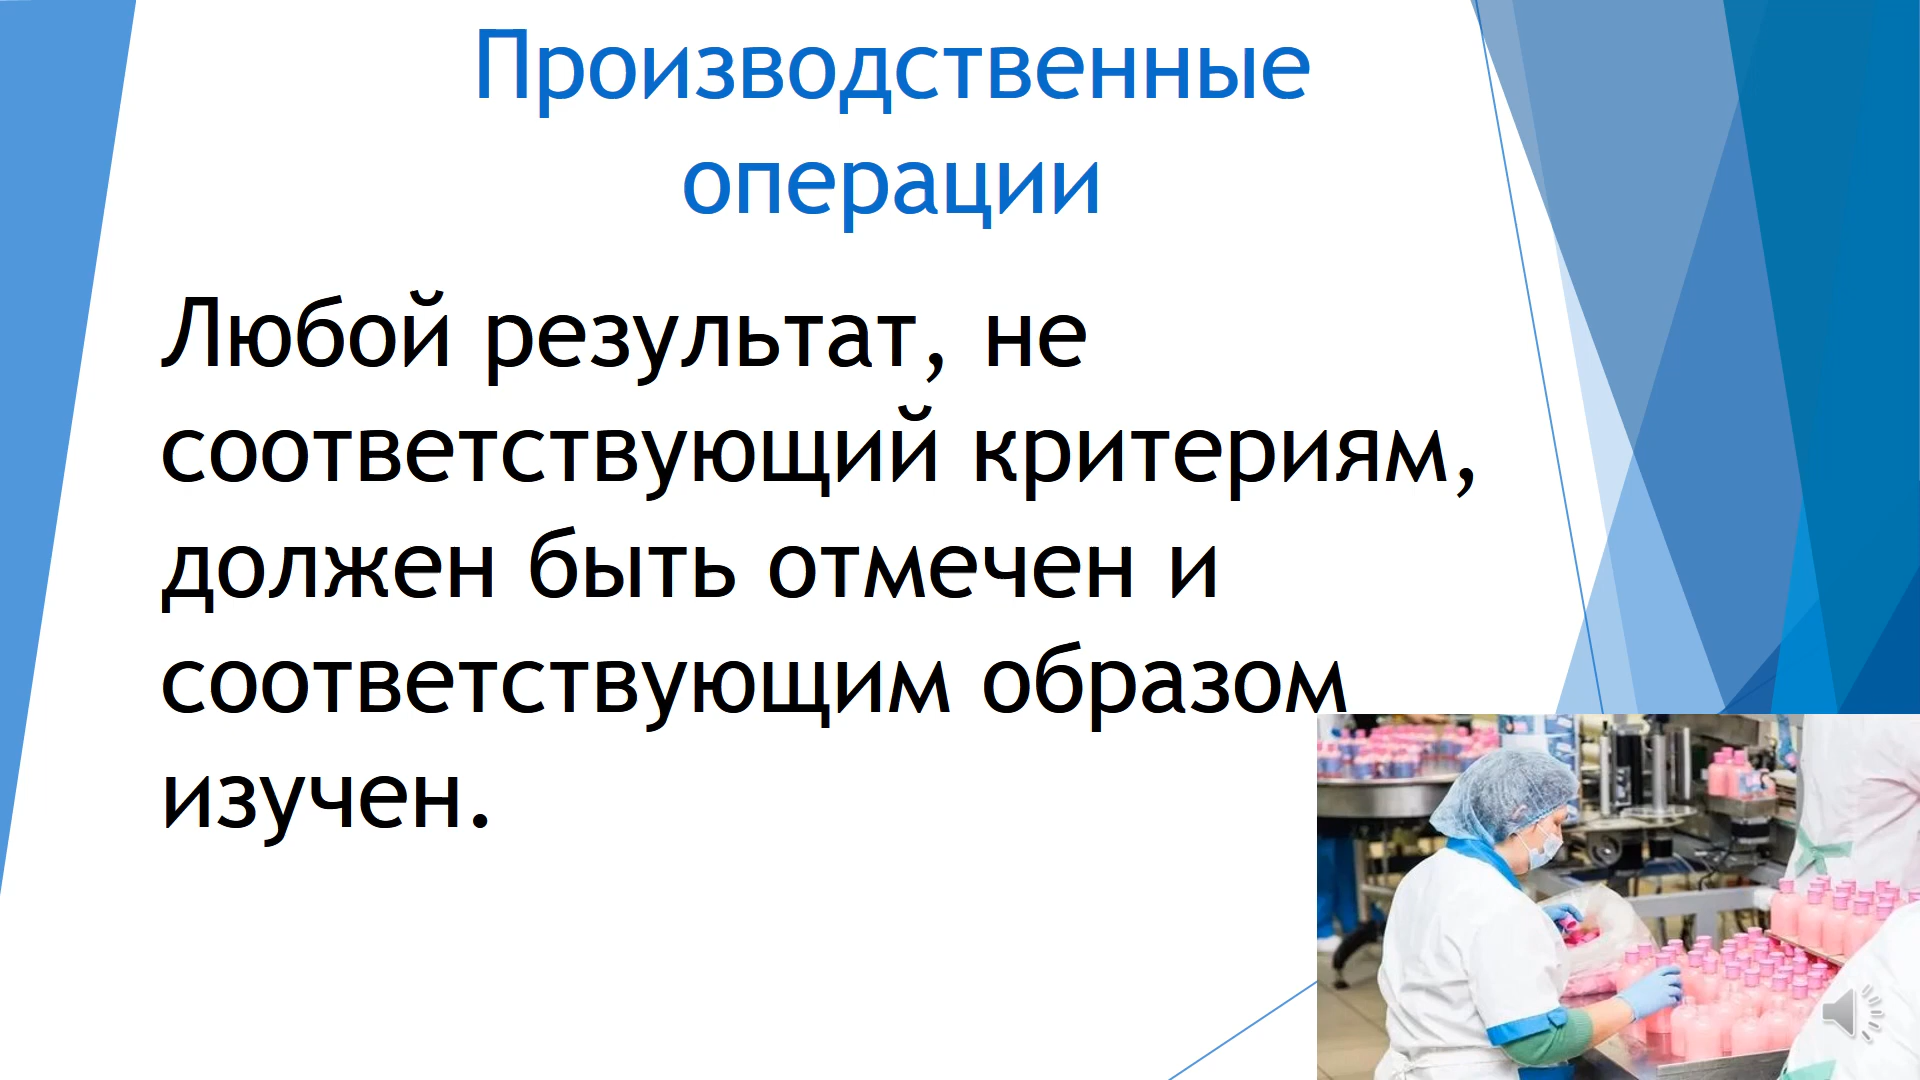 Производственные
операции
Любой результат, не
соответствующий критериям,
должен быть отмечен и
соответствующим образом
изучен.